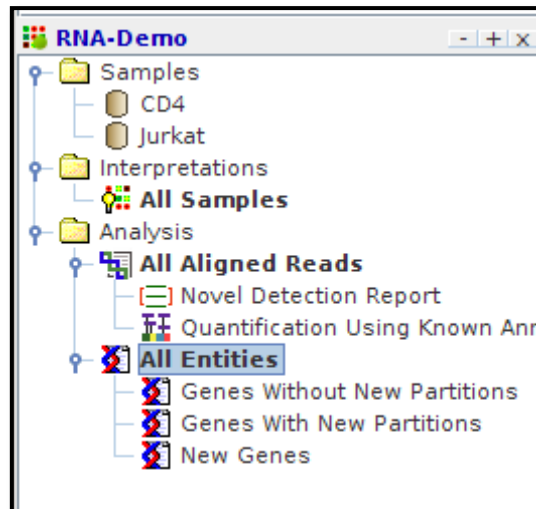 RNA-Demo - + x
Samples
CD4
Jurkat
Interpretations
All Samples
Analysis
All Aligned Reads
Novel Detection Report
Quantification Using Known
All Entities
Genes Without New Partitions
Genes With New Partitions
New Genes